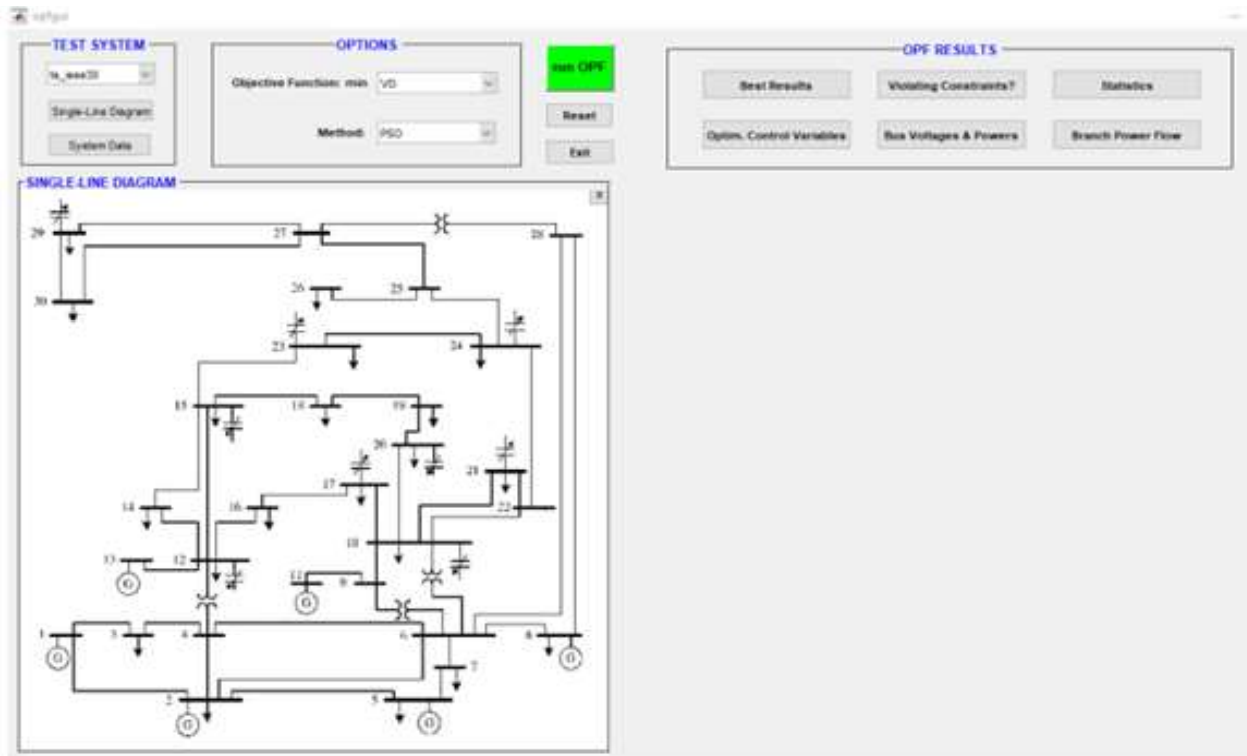 opfgui
TEST SYSTEM
OPTIONS
OPF RESULTS
Objective Function: min
VD
run OPF
Best Results
Violating Constraints?
Statistics
Single-Line Diagram
Reset
Method:
PSO
Optim. Control Variables
Bus Voltages & Powers
Branch Power Flow
System Data
Exit
SINGLE-LINE DIAGRAM
29
27
28
30
26
25
23
24
15
18
19
20
21
17
14
16
22
10
13
12
G
11
9
G
1
3
4
6
8
G
7
G
2
5
G
G